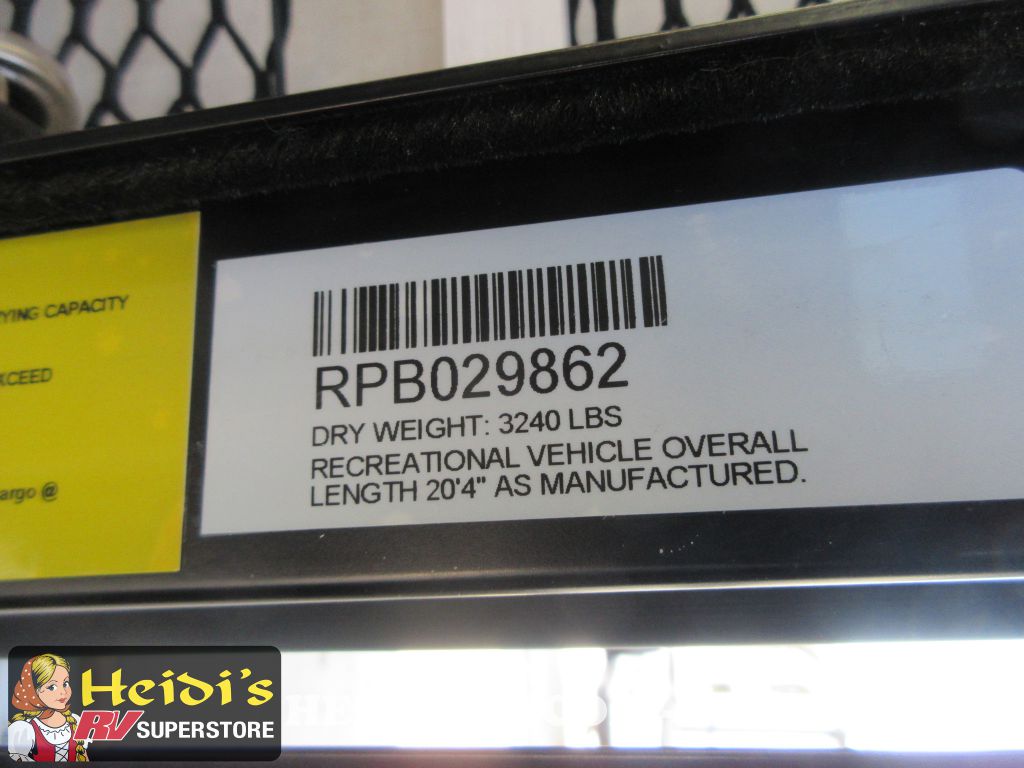 YING CAPACITY
XCEED
argo @
RPB029862
DRY WEIGHT: 3240 LBS
RECREATIONAL VEHICLE OVERALL
LENGTH 20'4" AS MANUFACTURED.
Heidi's
RV SUPERSTORE